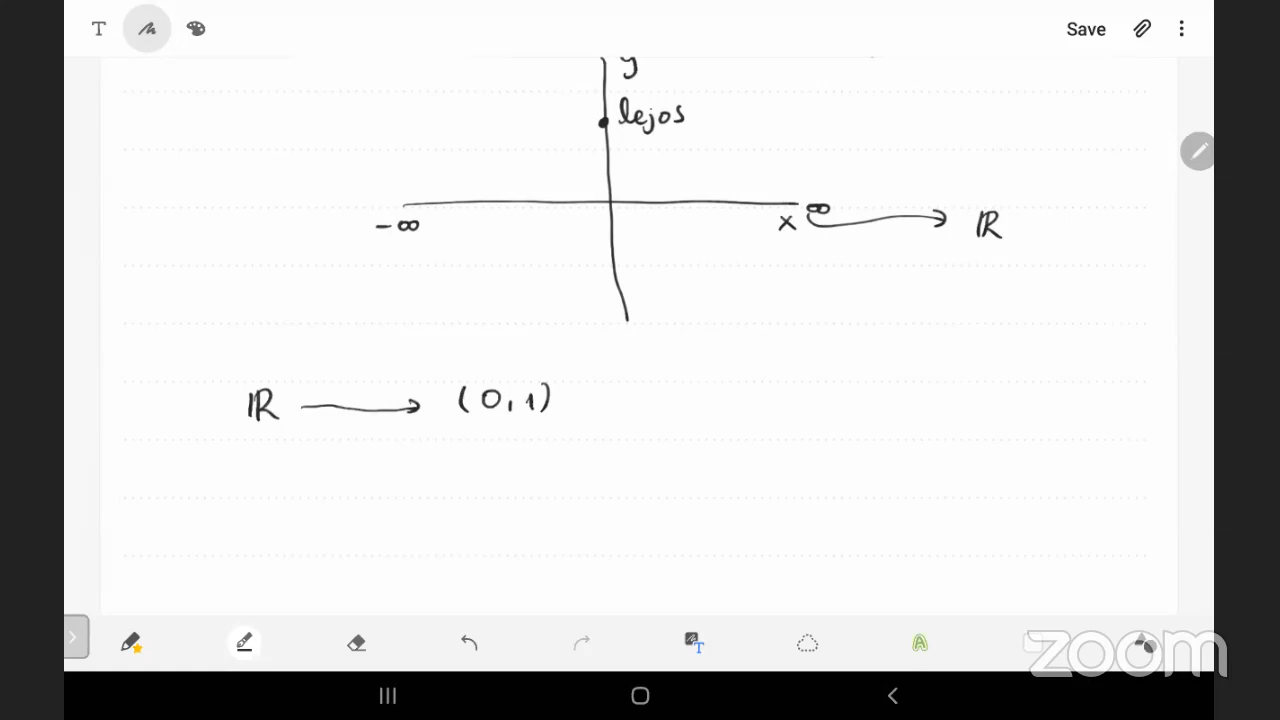 Save
y
lejos
-∞ x ∞ → ℝ
ℝ → (0,1)
zoom